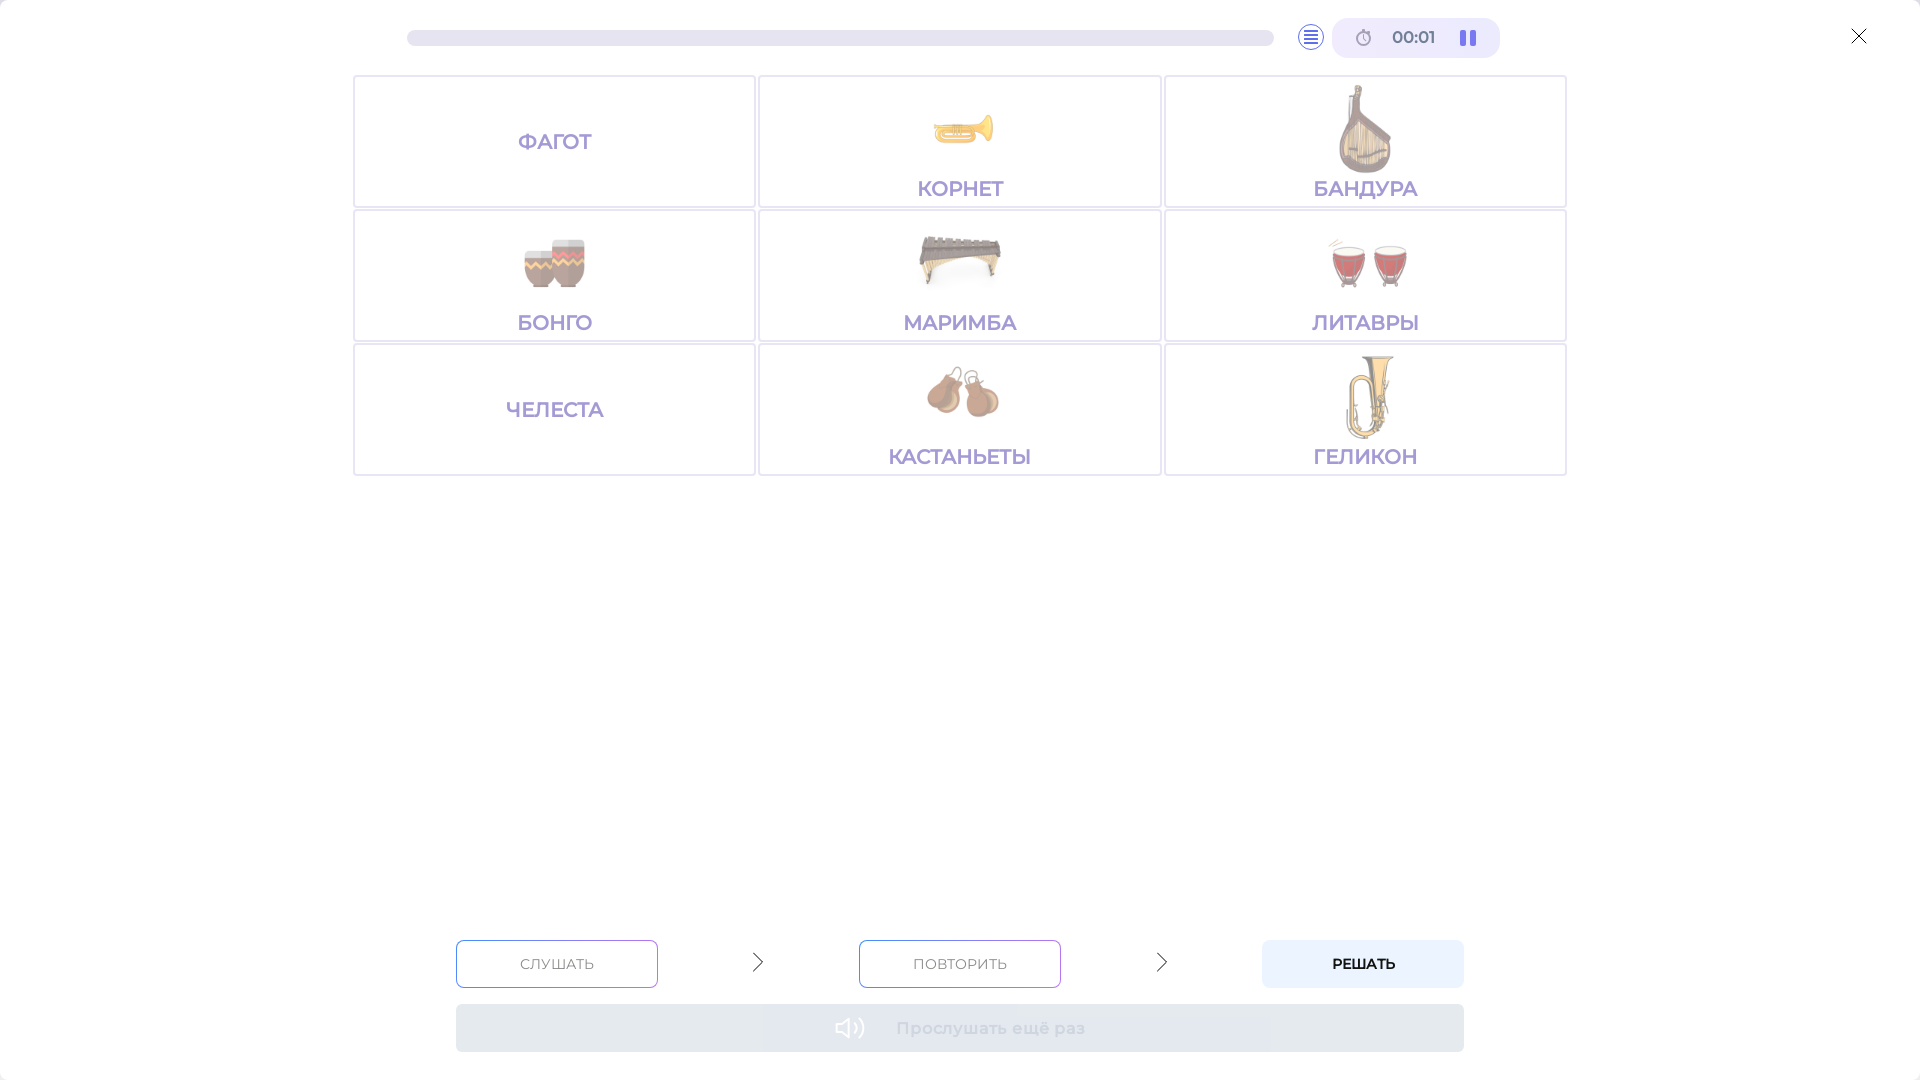 00:01
ФАГОТ
КОРНЕТ
БАНДУРА
БОНГО
МАРИМБА
ЛИТАВРЫ
ЧЕЛЕСТА
КАСТАНЬЕТЫ
ГЕЛИКОН
СЛУШАТЬ
ПОВТОРИТЬ
РЕШАТЬ
Прослушать ещё раз